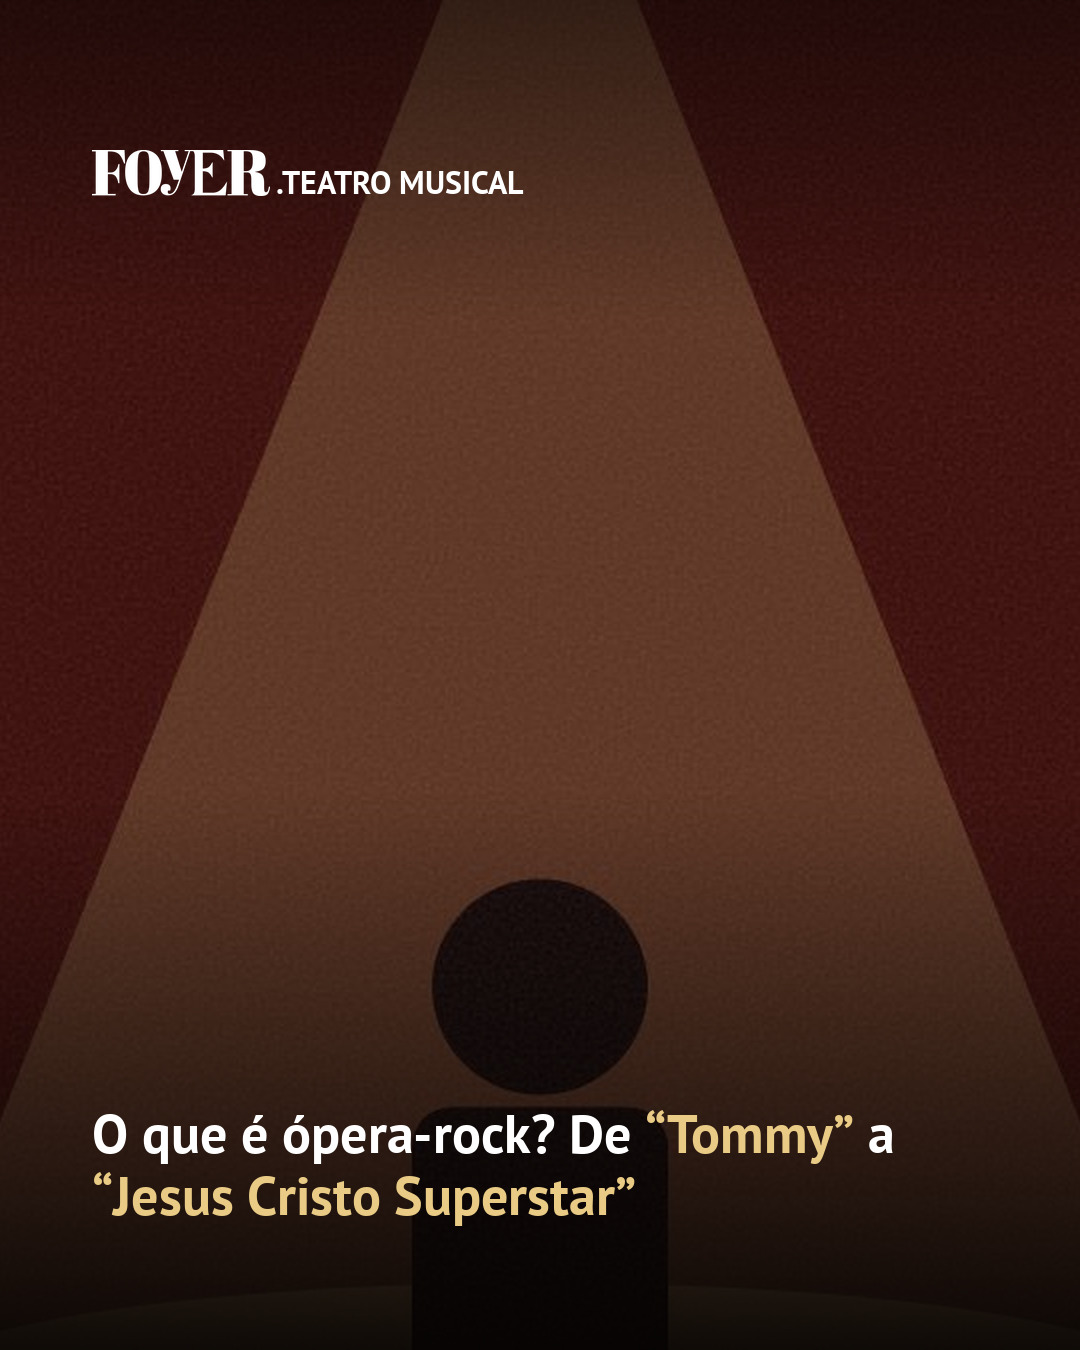 FOYER .TEATRO MUSICAL
O que é ópera-rock? De “Tommy” a
“Jesus Cristo Superstar”